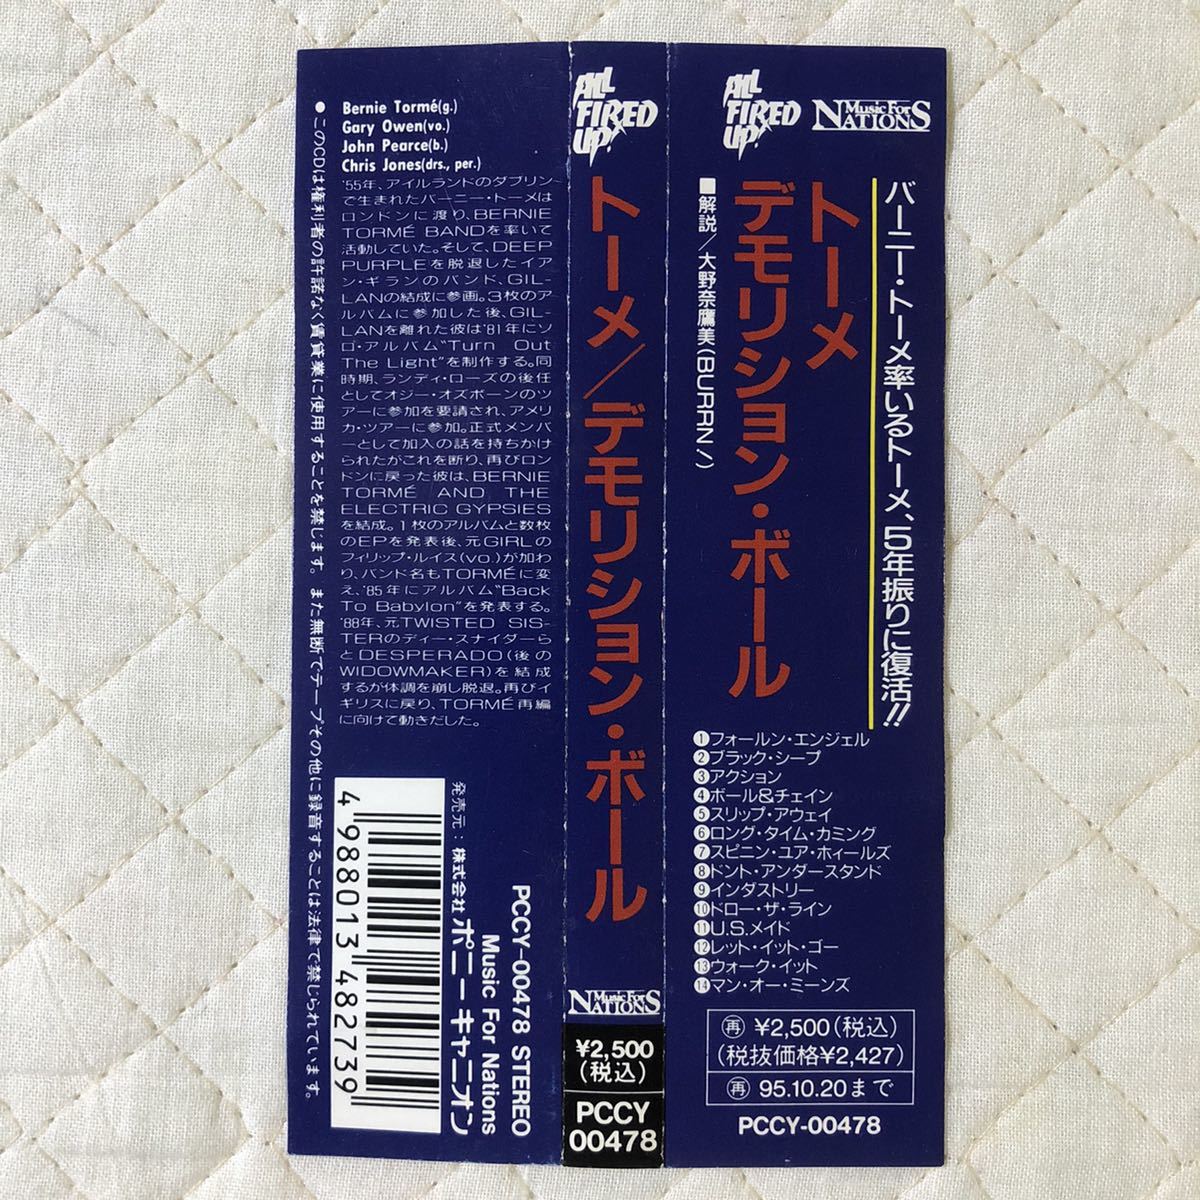 Bernie Tormé(g.)
Gary Owen(vo.)
John Pearce(b.)
Chris Jones(drs., per.)
'55年、アイルランドのダブリン
で生まれたバーニー・トーメは
ロンドンに渡り、BERNIE
TORMÉ BANDを率いて
活動していた。そして、DEEP
PURPLEを脱退したイア
ン・ギランのバンド、GIL-
LANの結成に参画。3枚のア
ルバムに参加した後、GIL-
LANを離れた彼は'81年にソ
ロ・アルバム“Turn Out
The Light”を制作する。同
時期、ランディ・ローズの後任
としてオジー・オズボーンのツ
アーに参加を要請され、アメリ
カ・ツアーに参加。正式メンバ
ーとして加入の話を持ちかけ
られたがこれを断り、再びロン
ドンに戻った彼は、BERNIE
TORMÉ AND THE
ELECTRIC GYPSIES
を結成。1枚のアルバムと数枚
のEPを発表後、元GIRLの
フィリップ・ルイス(vo.)が加わ
り、バンド名もTORMÉに変
え、'85年にアルバム“Back
To Babylon”を発表する。
'88年、元TWISTED SIS-
TERのディー・スナイダーら
とDESPERADO(後の
WIDOWMAKER)を結成
するが体調を崩し脱退。再びイ
ギリスに戻り、TORMÉ再編
に向けて動きだした。
●このCDは権利者の許諾なく賃貸業に使用することを禁じます。また無断でテープその他に録音することは法律で禁じられています。
4 988013 482739
発売元：株式会社ポニーキャニオン
Music For Nations
PCCY-00478 STEREO
ALL FIRED UP!
トーメ／デモリション・ボール
Music For NATIONS
¥2,500
(税込)
PCCY
00478
ALL FIRED UP!
Music For NATIONS
バーニー・トーメ率いるトーメ、5年振りに復活!!
トーメ
デモリション・ボール
■解説／大野奈鷹美(BURRN!)
①フォールン・エンジェル
②ブラック・シープ
③アクション
④ボール&チェイン
⑤スリップ・アウェイ
⑥ロング・タイム・カミング
⑦スピニン・ユア・ホィールズ
⑧ドント・アンダースタンド
⑨インダストリー
⑩ドロー・ザ・ライン
⑪U.S.メイド
⑫レット・イット・ゴー
⑬ウォーク・イット
⑭マン・オー・ミーンズ
再 ¥2,500(税込)
(税抜価格¥2,427)
再 95.10.20まで
PCCY-00478